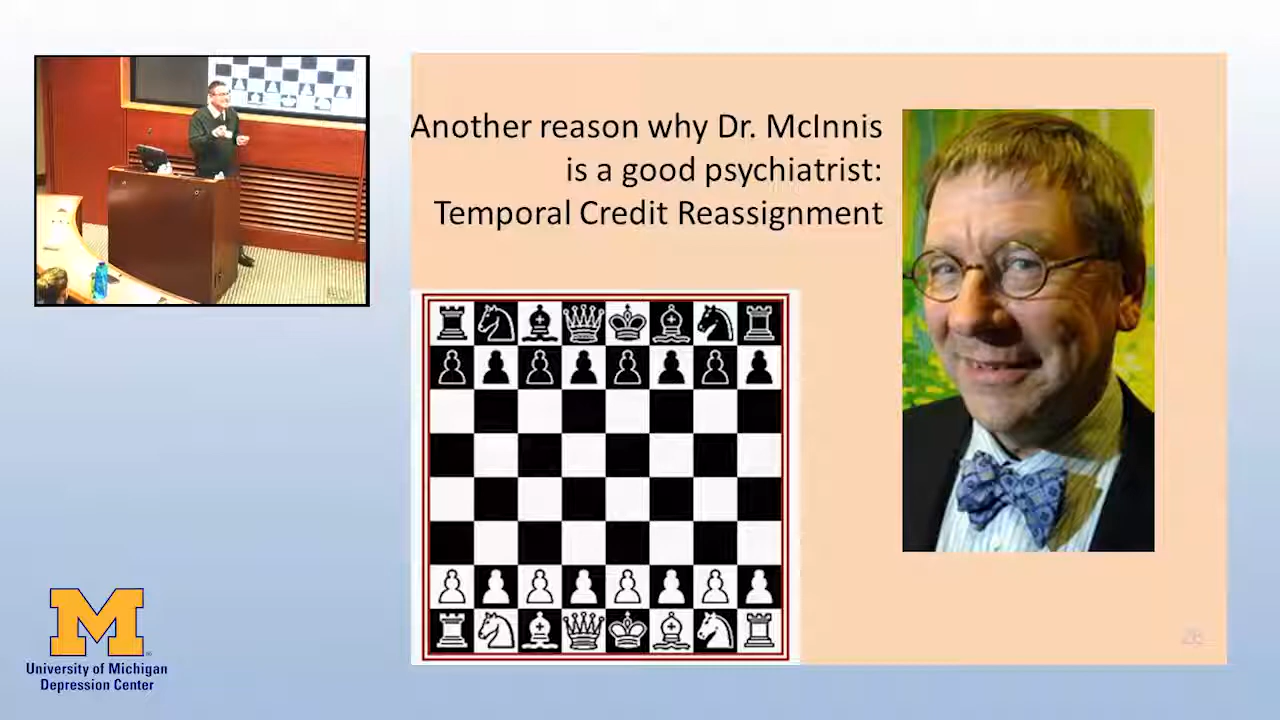 Another reason why Dr. McInnis
is a good psychiatrist:
Temporal Credit Reassignment
M
University of Michigan
Depression Center